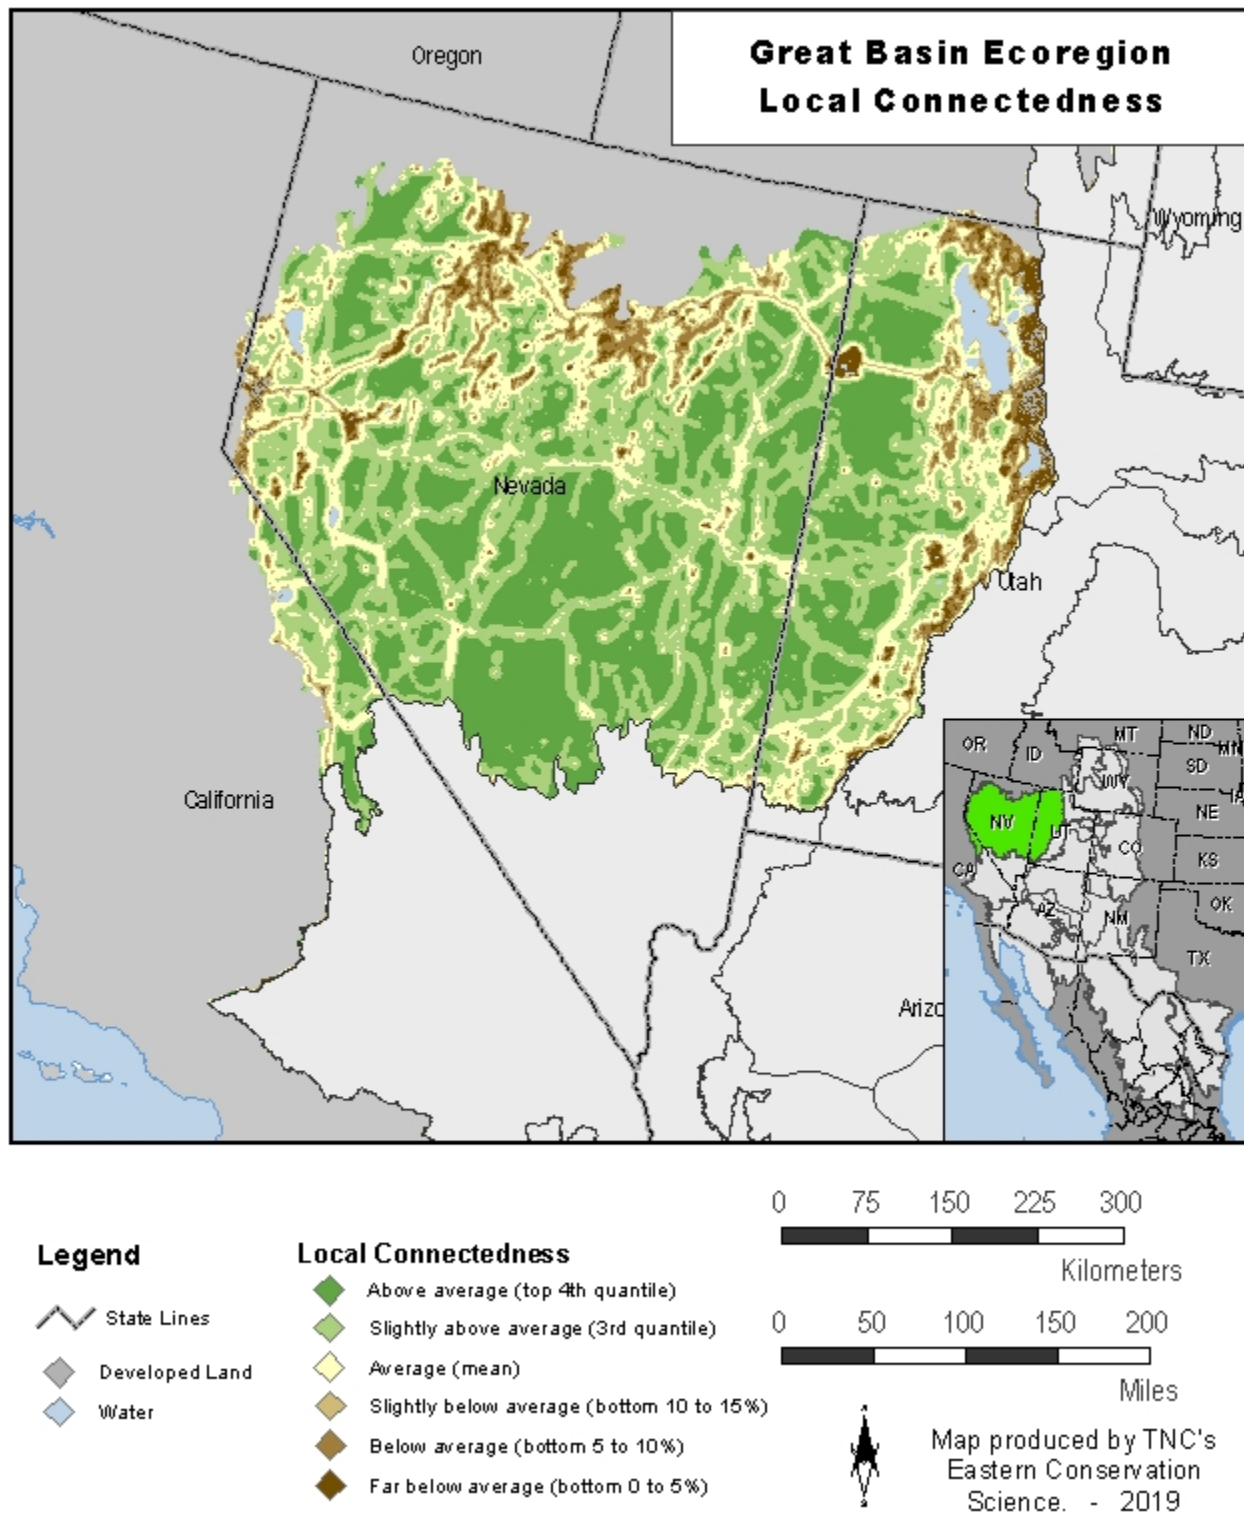 Great Basin Ecoregion
Local Connectedness
Oregon
Wyoming
Nevada
Utah
California
Arizo
OR
ID
MT
ND
MN
SD
WY
IA
NE
NV
UT
CO
KS
CA
OK
AZ
NM
TX
0 75 150 225 300
Kilometers
0 50 100 150 200
Miles
Legend
State Lines
Developed Land
Water
Local Connectedness
Above average (top 4th quantile)
Slightly above average (3rd quantile)
Average (mean)
Slightly below average (bottom 10 to 15%)
Below average (bottom 5 to 10%)
Far below average (bottom 0 to 5%)
Map produced by TNC's
Eastern Conservation
Science. - 2019